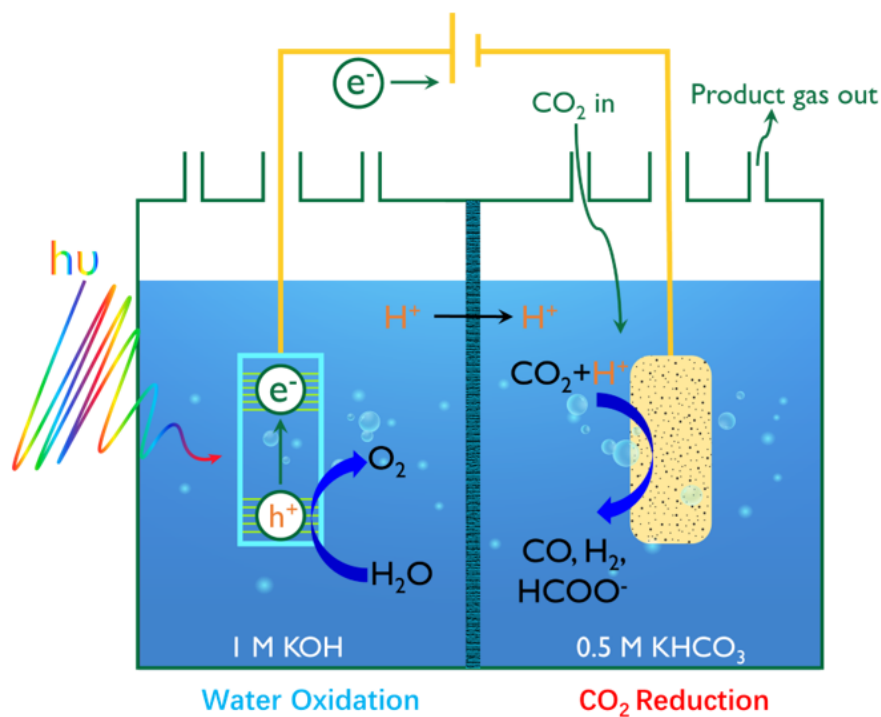 e⁻
CO₂ in
Product gas out
hυ
H⁺
H⁺
CO₂+H⁺
e⁻
O₂
h⁺
H₂O
CO, H₂,
HCOO⁻
1 M KOH
0.5 M KHCO₃
Water Oxidation
CO₂ Reduction